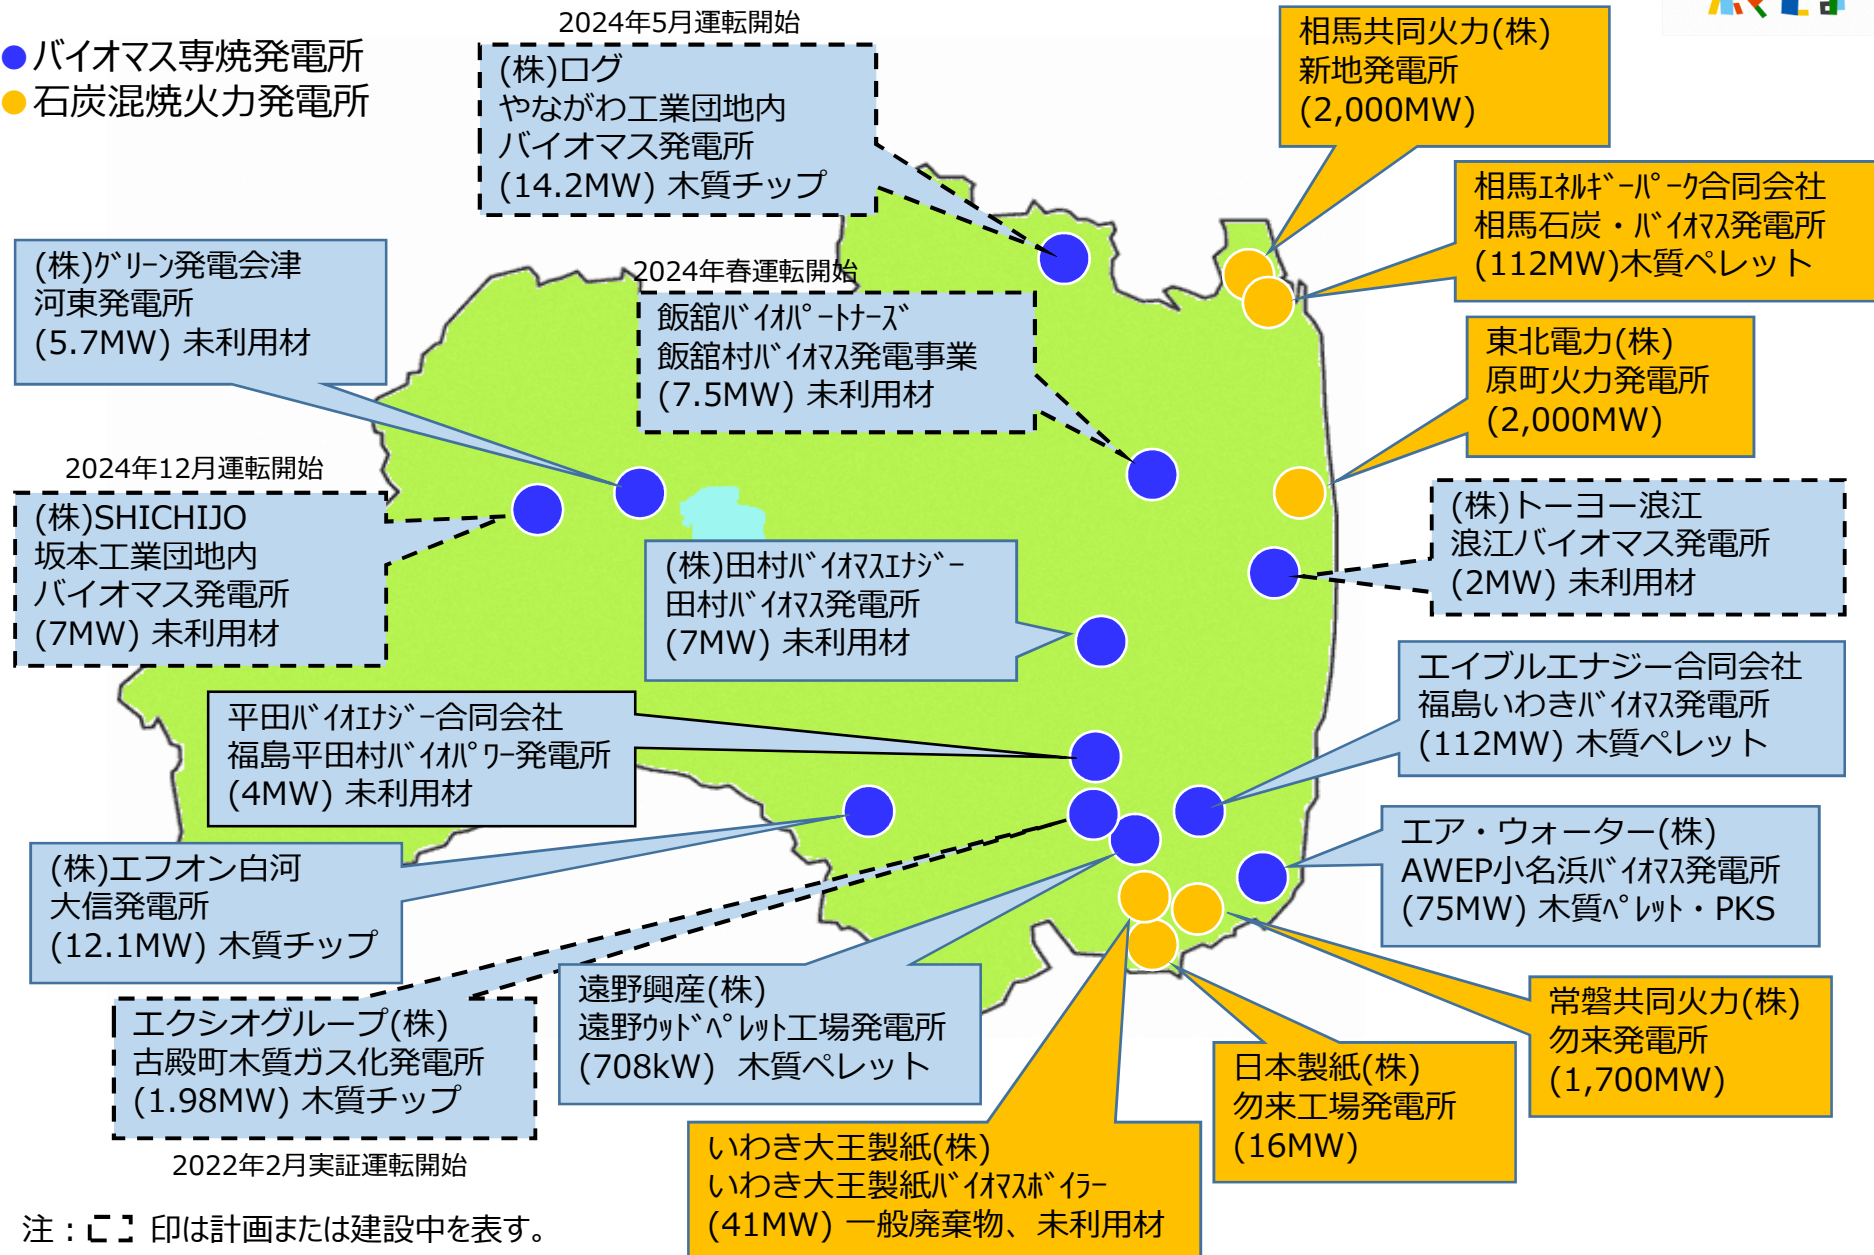 ●バイオマス専焼発電所
●石炭混焼火力発電所
2024年5月運転開始
(株)ログ
やながわ工業団地内
バイオマス発電所
(14.2MW) 木質チップ
相馬共同火力(株)
新地発電所
(2,000MW)
相馬ｴﾈﾙｷﾞｰﾊﾟｰｸ合同会社
相馬石炭・ﾊﾞｲｵﾏｽ発電所
(112MW)木質ペレット
(株)ｸﾞﾘｰﾝ発電会津
河東発電所
(5.7MW) 未利用材
2024年春運転開始
飯舘ﾊﾞｲｵﾊﾟｰﾄﾅｰｽﾞ
飯舘村ﾊﾞｲｵﾏｽ発電事業
(7.5MW) 未利用材
東北電力(株)
原町火力発電所
(2,000MW)
2024年12月運転開始
(株)SHICHIJO
坂本工業団地内
バイオマス発電所
(7MW) 未利用材
(株)トーヨー浪江
浪江バイオマス発電所
(2MW) 未利用材
(株)田村ﾊﾞｲｵﾏｽｴﾅｼﾞｰ
田村ﾊﾞｲｵﾏｽ発電所
(7MW) 未利用材
エイブルエナジー合同会社
福島いわきﾊﾞｲｵﾏｽ発電所
(112MW) 木質ペレット
平田ﾊﾞｲｵｴﾅｼﾞｰ合同会社
福島平田村ﾊﾞｲｵﾊﾟﾜｰ発電所
(4MW) 未利用材
エア・ウォーター(株)
AWEP小名浜ﾊﾞｲｵﾏｽ発電所
(75MW) 木質ﾍﾟﾚｯﾄ・PKS
(株)エフオン白河
大信発電所
(12.1MW) 木質チップ
遠野興産(株)
遠野ｳｯﾄﾞﾍﾟﾚｯﾄ工場発電所
(708kW) 木質ペレット
常磐共同火力(株)
勿来発電所
(1,700MW)
エクシオグループ(株)
古殿町木質ガス化発電所
(1.98MW) 木質チップ
2022年2月実証運転開始
日本製紙(株)
勿来工場発電所
(16MW)
いわき大王製紙(株)
いわき大王製紙ﾊﾞｲｵﾏｽﾎﾞｲﾗｰ
(41MW) 一般廃棄物、未利用材
注： 印は計画または建設中を表す。